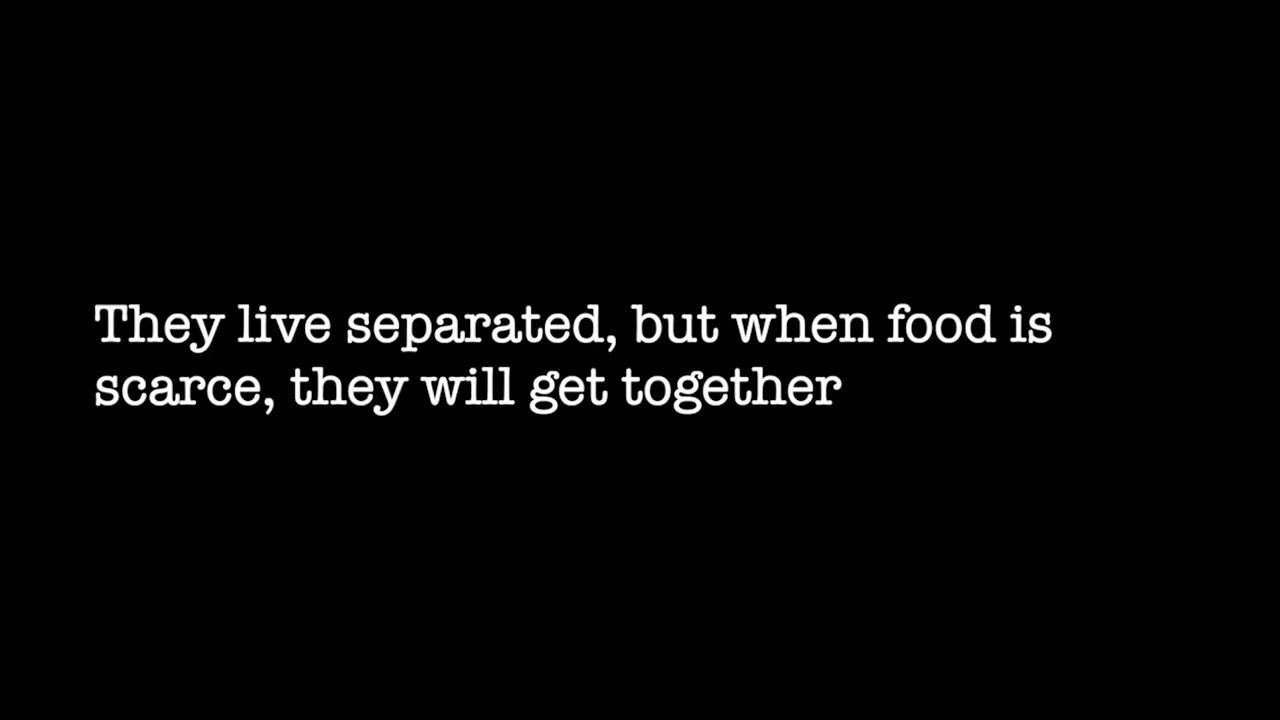 They live separated, but when food is
scarce, they will get together